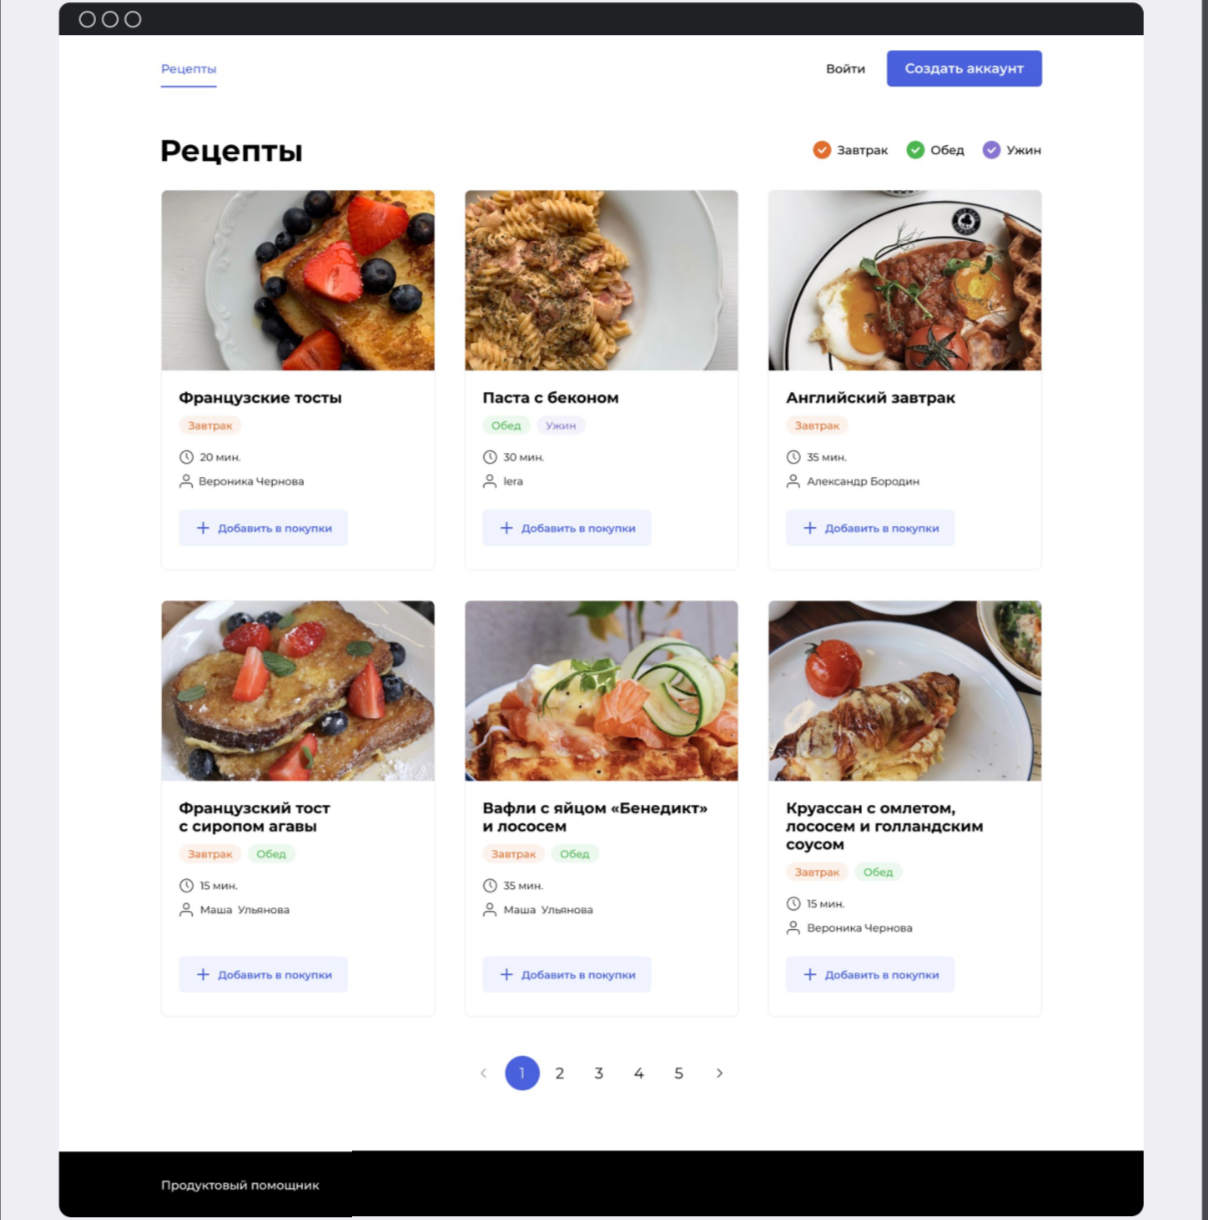 Рецепты
Войти
Создать аккаунт
Рецепты
Завтрак
Обед
Ужин
Французские тосты
Завтрак
20 мин.
Вероника Чернова
Добавить в покупки
Паста с беконом
Обед
Ужин
30 мин.
lera
Добавить в покупки
Английский завтрак
Завтрак
35 мин.
Александр Бородин
Добавить в покупки
Французский тост
с сиропом агавы
Завтрак
Обед
15 мин.
Маша Ульянова
Добавить в покупки
Вафли с яйцом «Бенедикт»
и лососем
Завтрак
Обед
35 мин.
Маша Ульянова
Добавить в покупки
Круассан с омлетом,
лососем и голландским
соусом
Завтрак
Обед
15 мин.
Вероника Чернова
Добавить в покупки
1 2 3 4 5
Продуктовый помощник